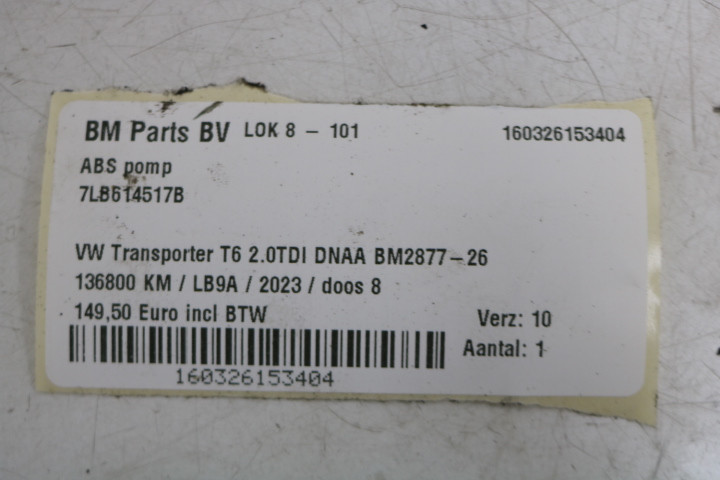 BM Parts BV LOK 8 - 101 160326153404
ABS pomp
7LB614517B
VW Transporter T6 2.0TDI DNAA BM2877-26
136800 KM / LB9A / 2023 / doos 8
149,50 Euro incl BTW Verz: 10
Aantal: 1
160326153404